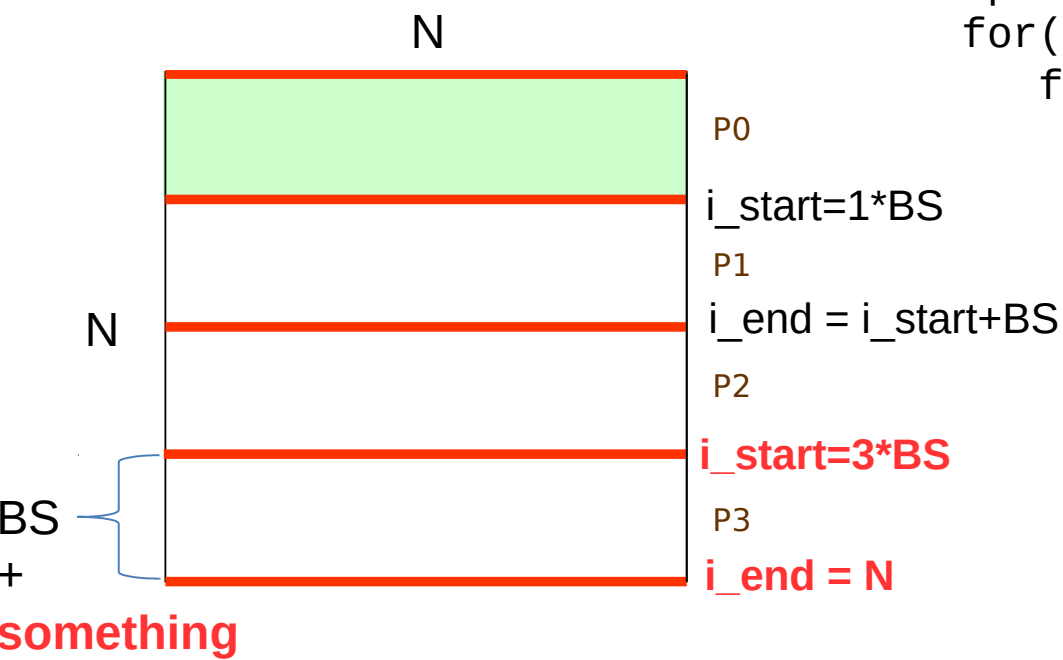 N
for(
f
P0
i_start=1*BS
P1
N
i_end = i_start+BS
P2
i_start=3*BS
BS
P3
+
i_end = N
something